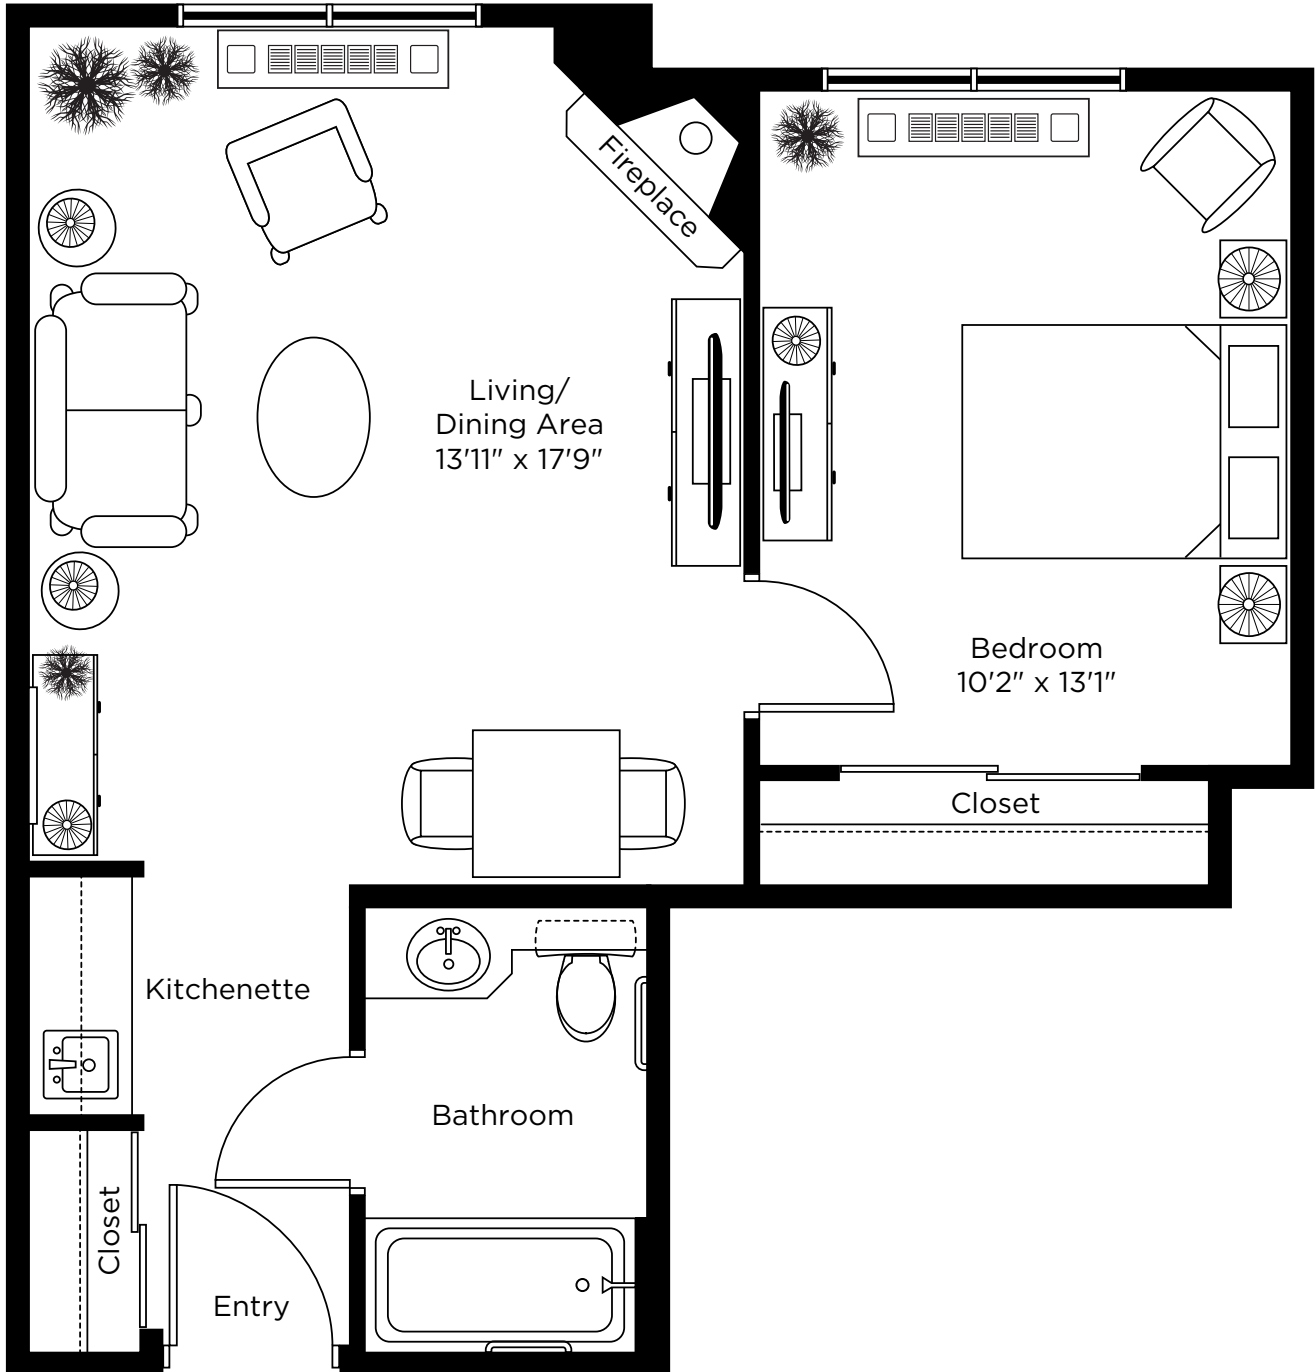 Fireplace
Living/
Dining Area
13'11" x 17'9"
Bedroom
10'2" x 13'1"
Closet
Kitchenette
Bathroom
Closet
Entry